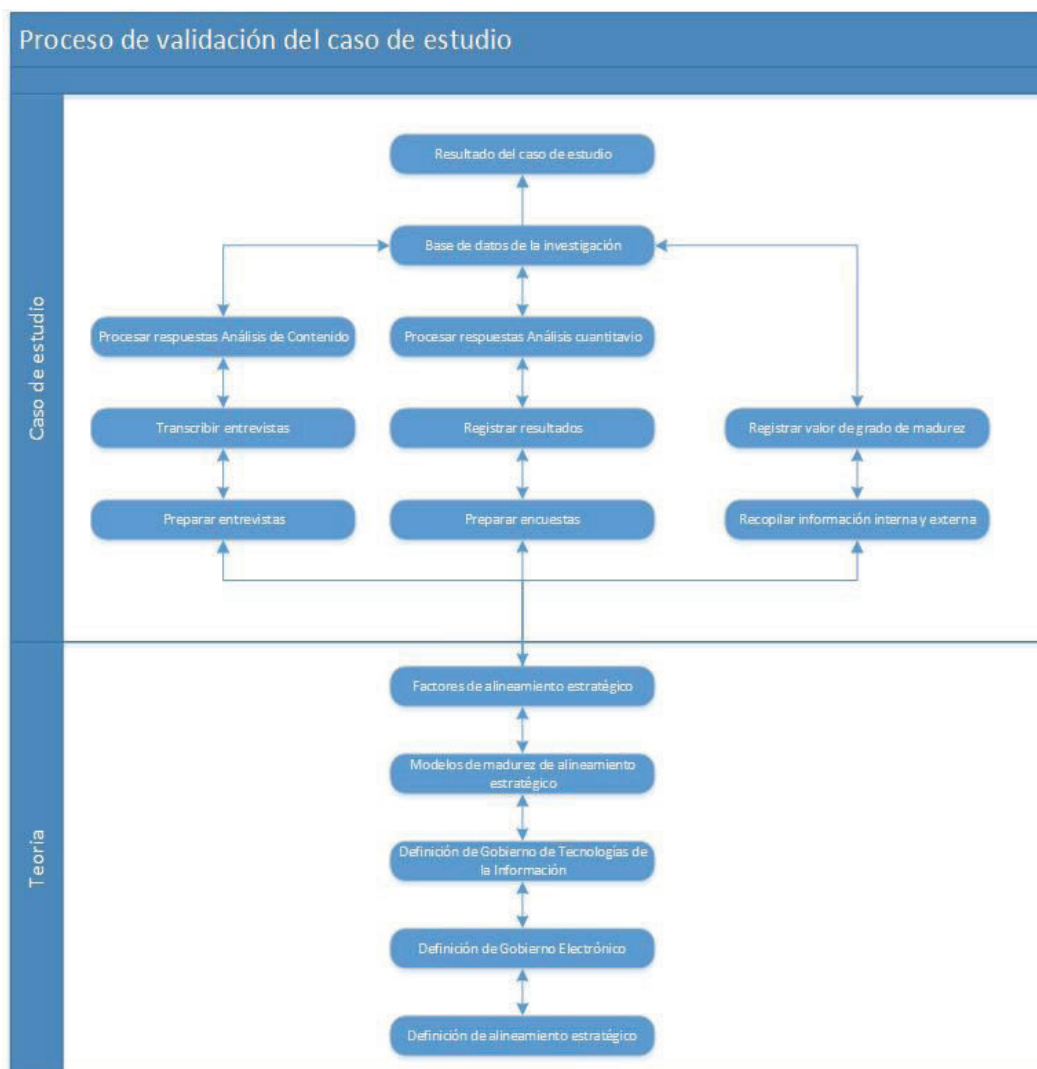 Proceso de validación del caso de estudio
Caso de estudio
Resultado del caso de estudio
Base de datos de la investigación
Procesar respuestas Análisis de Contenido
Procesar respuestas Análisis cuantitavio
Transcribir entrevistas
Registrar resultados
Registrar valor de grado de madurez
Preparar entrevistas
Preparar encuestas
Recopilar información interna y externa
Teoría
Factores de alineamiento estratégico
Modelos de madurez de alineamiento
estratégico
Definición de Gobierno de Tecnologías de
la Información
Definición de Gobierno Electrónico
Definición de alineamiento estratégico